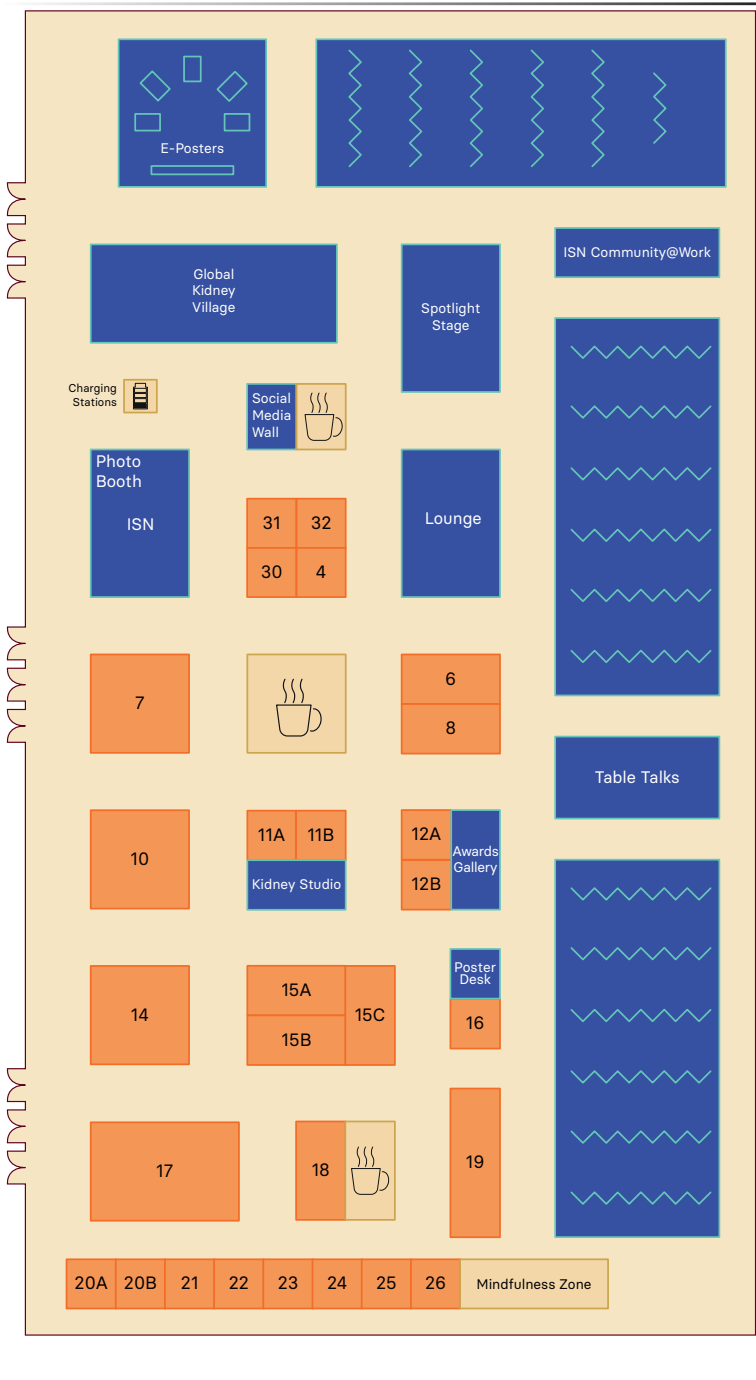 E-Posters
ISN Community@Work
Global
Kidney
Village
Spotlight
Stage
Charging
Stations
Social
Media
Wall
Photo
Booth
ISN
31
32
30
4
Lounge
7
6
8
Table Talks
10
11A
11B
Kidney Studio
12A
12B
Awards
Gallery
14
15A
15B
15C
Poster
Desk
16
17
18
19
20A
20B
21
22
23
24
25
26
Mindfulness Zone